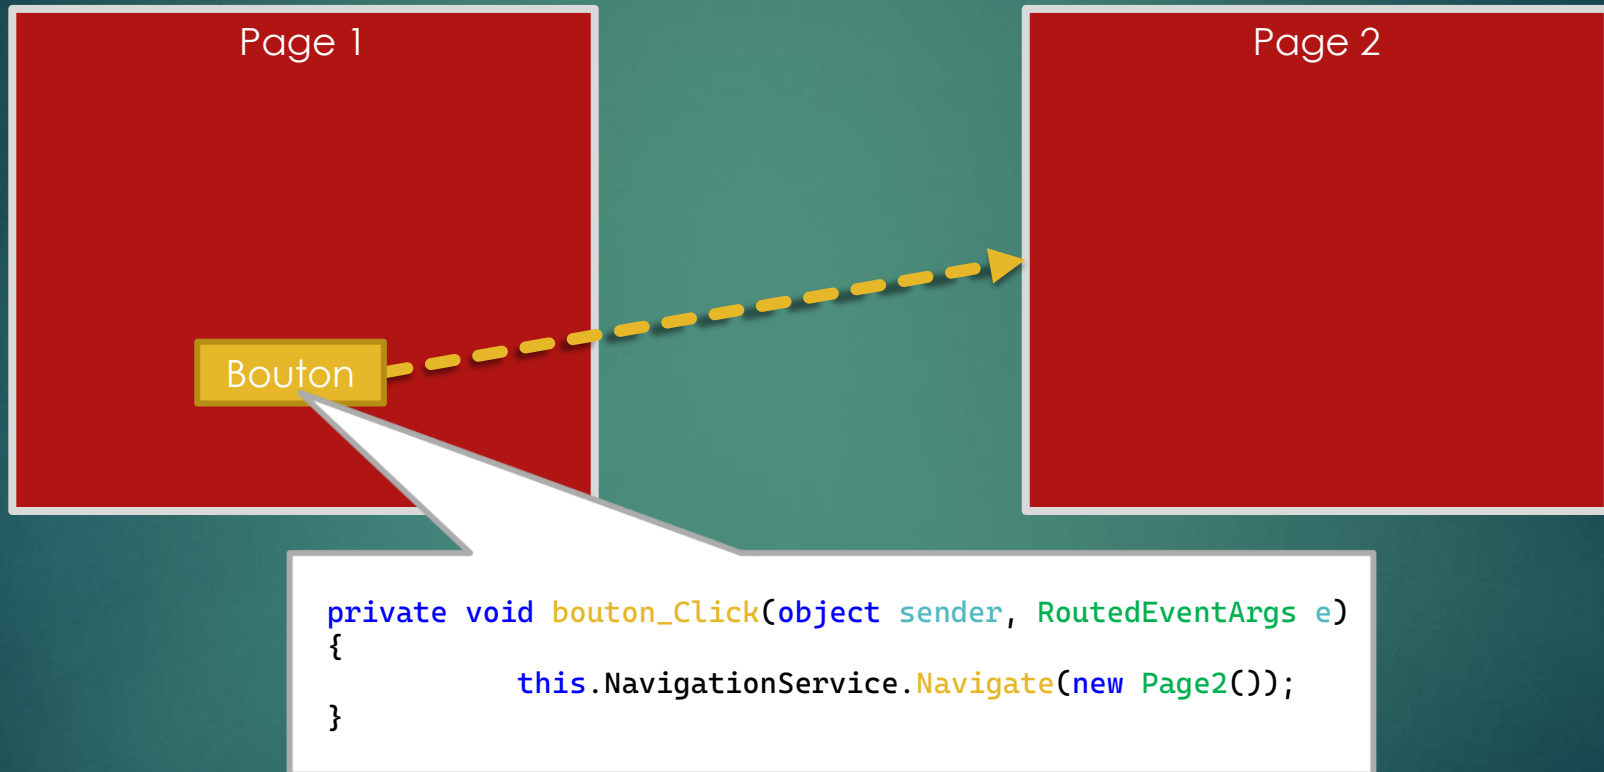 Page 1
Page 2
Bouton
private void bouton_Click(object sender, RoutedEventArgs e)
{
this.NavigationService.Navigate(new Page2());
}